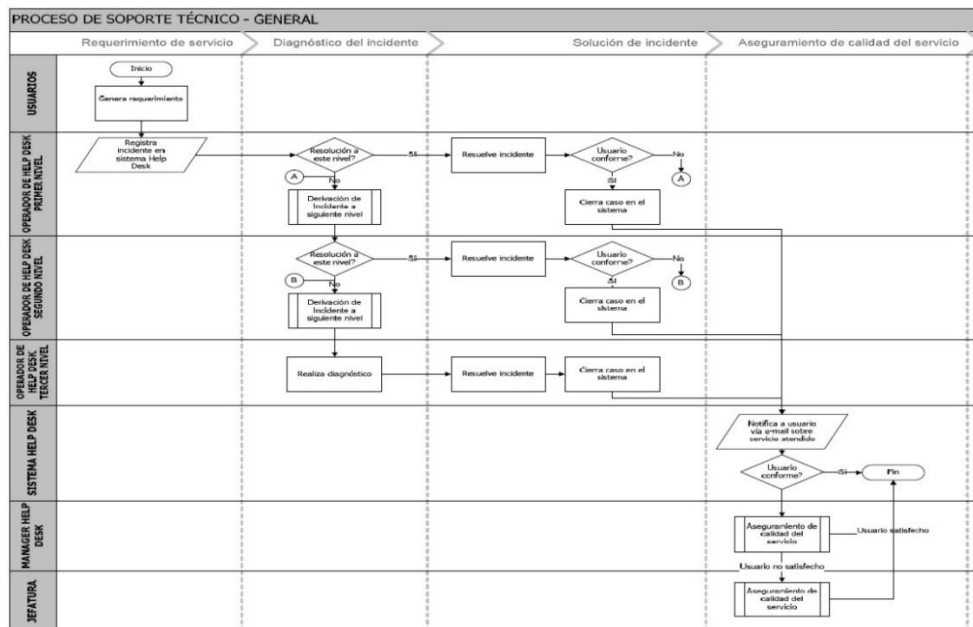 PROCESO DE SOPORTE TÉCNICO - GENERAL
Requerimiento de servicio
Diagnóstico del incidente
Solución de incidente
Aseguramiento de calidad del servicio
USUARIOS
Inicio
Genera requerimiento
OPERADOR DE HELP DESK
PRIMER NIVEL
Registra
incidente en
sistema Help
Desk
Resolución a
este nivel?
Si
Resuelve incidente
Usuario
conforme?
No
A
A
No
Si
Derivación de
Incidente a
siguiente nivel
Cierra caso en el
sistema
OPERADOR DE HELP DESK
SEGUNDO NIVEL
Resolución a
este nivel?
Si
Resuelve incidente
Usuario
conforme?
No
B
B
No
Si
Derivación de
Incidente a
siguiente nivel
Cierra caso en el
sistema
OPERADOR DE
HELP DESK
TERCER NIVEL
Realiza diagnóstico
Resuelve incidente
Cierra caso en el
sistema
SISTEMA HELP DESK
Notifica a usuario
vía e-mail sobre
servicio atendido
Usuario
conforme?
Si
Fin
MANAGER HELP
DESK
Aseguramiento de
calidad del
servicio
Usuario satisfecho
Usuario no satisfecho
JEFATURA
Aseguramiento de
calidad del
servicio